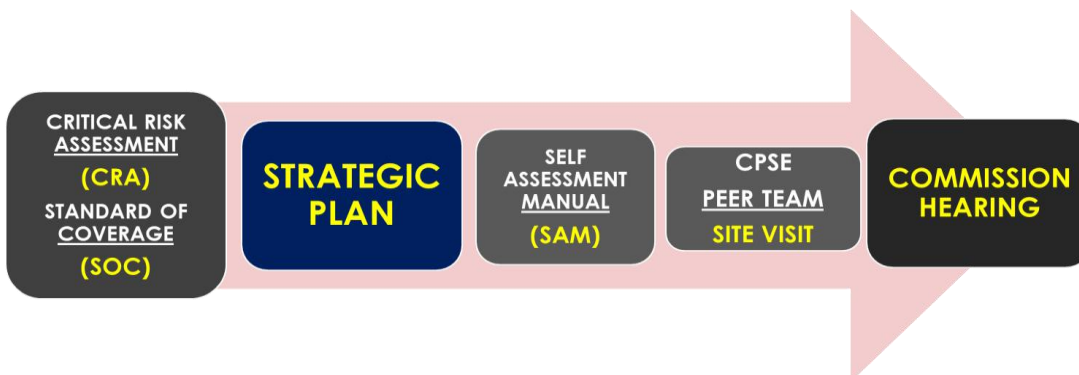 CRITICAL RISK
ASSESSMENT
(CRA)
STANDARD OF
COVERAGE
(SOC)
STRATEGIC
PLAN
SELF
ASSESSMENT
MANUAL
(SAM)
CPSE
PEER TEAM
SITE VISIT
COMMISSION
HEARING